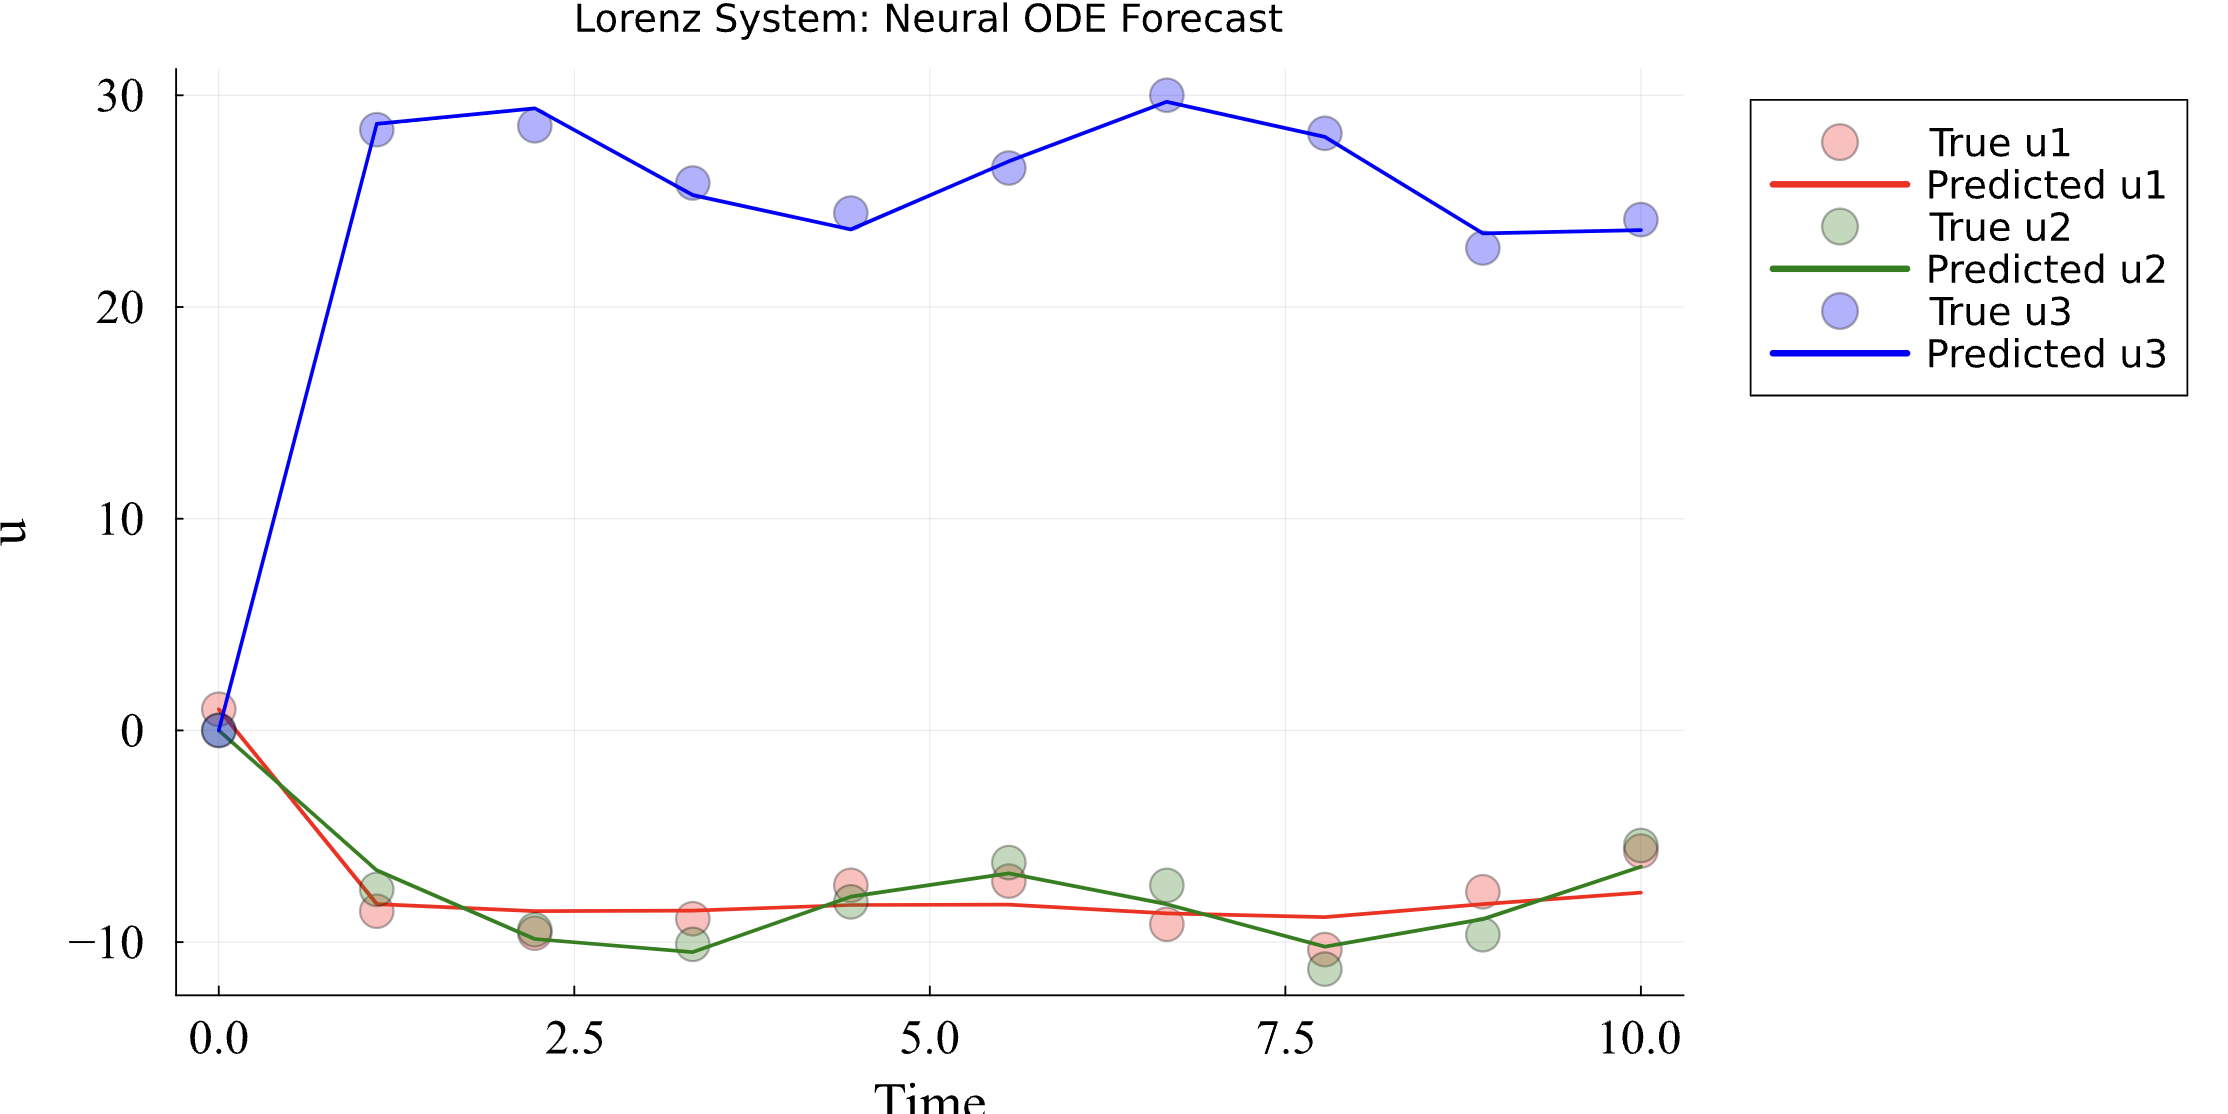 Lorenz System: Neural ODE Forecast
30
20
10
0
−10
u
0.0 2.5 5.0 7.5 10.0
Time
True u1
Predicted u1
True u2
Predicted u2
True u3
Predicted u3